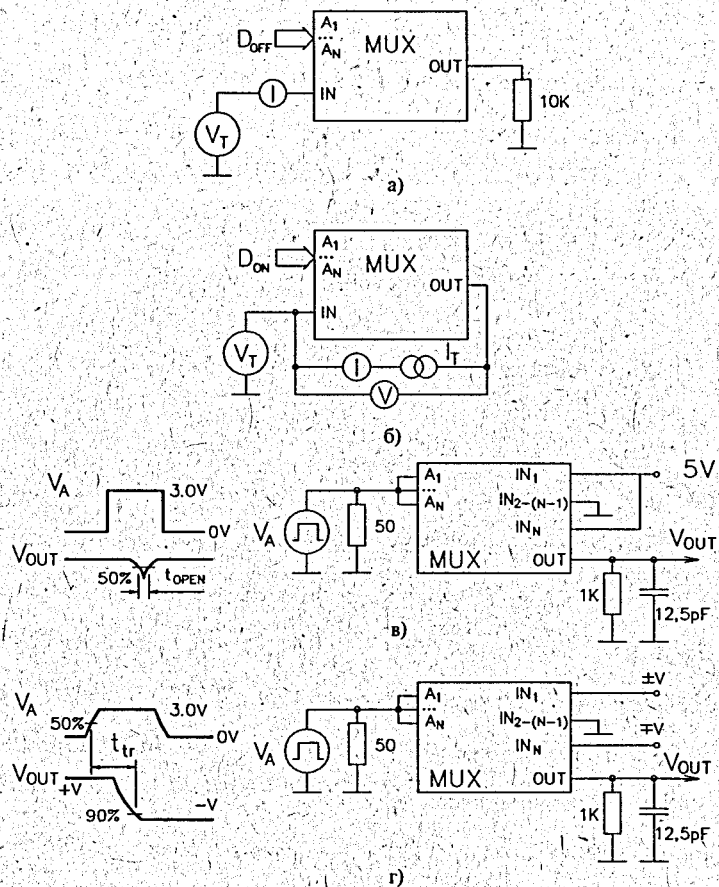 A1
...
AN
DOFF
MUX
OUT
I
IN
10K
VT
а)
A1
...
AN
DON
MUX
OUT
IN
VT
I
IT
V
б)
VA
3.0V
0V
VOUT
50%
tOPEN
VA
50
A1
...
AN
MUX
IN1
IN2-(N-1)
INN
OUT
5V
VOUT
1K
12,5pF
в)
VA
50%
3.0V
0V
ttr
VOUT
+V
-V
90%
VA
50
A1
...
AN
MUX
IN1
IN2-(N-1)
INN
OUT
±V
∓V
VOUT
1K
12,5pF
г)